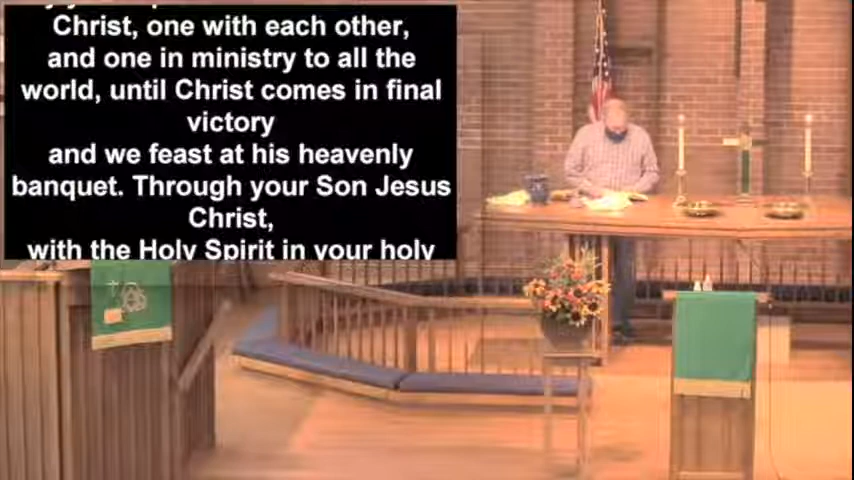 Christ, one with each other,
and one in ministry to all the
world, until Christ comes in final
victory
and we feast at his heavenly
banquet. Through your Son Jesus
Christ,
with the Holy Spirit in your holy